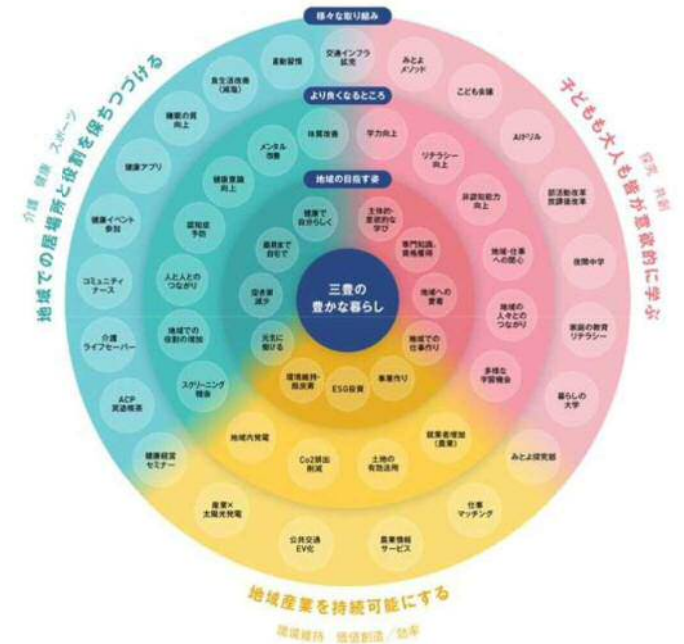 様々な取り組み
交通インフラ
拡充
みとよ
メソッド
こども会議
AIドリル
部活動改革
放課後改革
夜間中学
家庭の教育
リテラシー
暮らしの
大学
みとよ探究部
仕事
マッチング
農業情報
サービス
公共交通
EV化
産業×
太陽光発電
健康経営
セミナー
ACP
冥途喫茶
介護
ライフセーバー
コミュニティ
ナース
健康イベント
参加
健康アプリ
睡眠の質
向上
食生活改善
(減塩)
運動習慣
より良くなるところ
体質改善
学力向上
リテラシー
向上
非認知能力
向上
地域・仕事
への関心
地域の
人々との
つながり
多様な
学習機会
就業者増加
(農業)
土地の
有効活用
Co2排出
削減
地域内発電
スクリーニング
機会
地域での
役割の増加
人と人との
つながり
認知症
予防
健康意識
向上
メンタル
改善
地域の目指す姿
健康で
自分らしく
主体的・
意欲的な
学び
専門知識、
資格獲得
地域への
愛着
地域での
仕事作り
事業作り
ESG投資
環境維持・
脱炭素
元気に
働ける
空き家
減少
最期まで
自宅で
三豊の
豊かな暮らし
地域での居場所と役割を保ちつづける
介護 健康 スポーツ
子どもも大人も皆が意欲的に学ぶ
探究 共創
地域産業を持続可能にする
環境維持 価値創造/効率